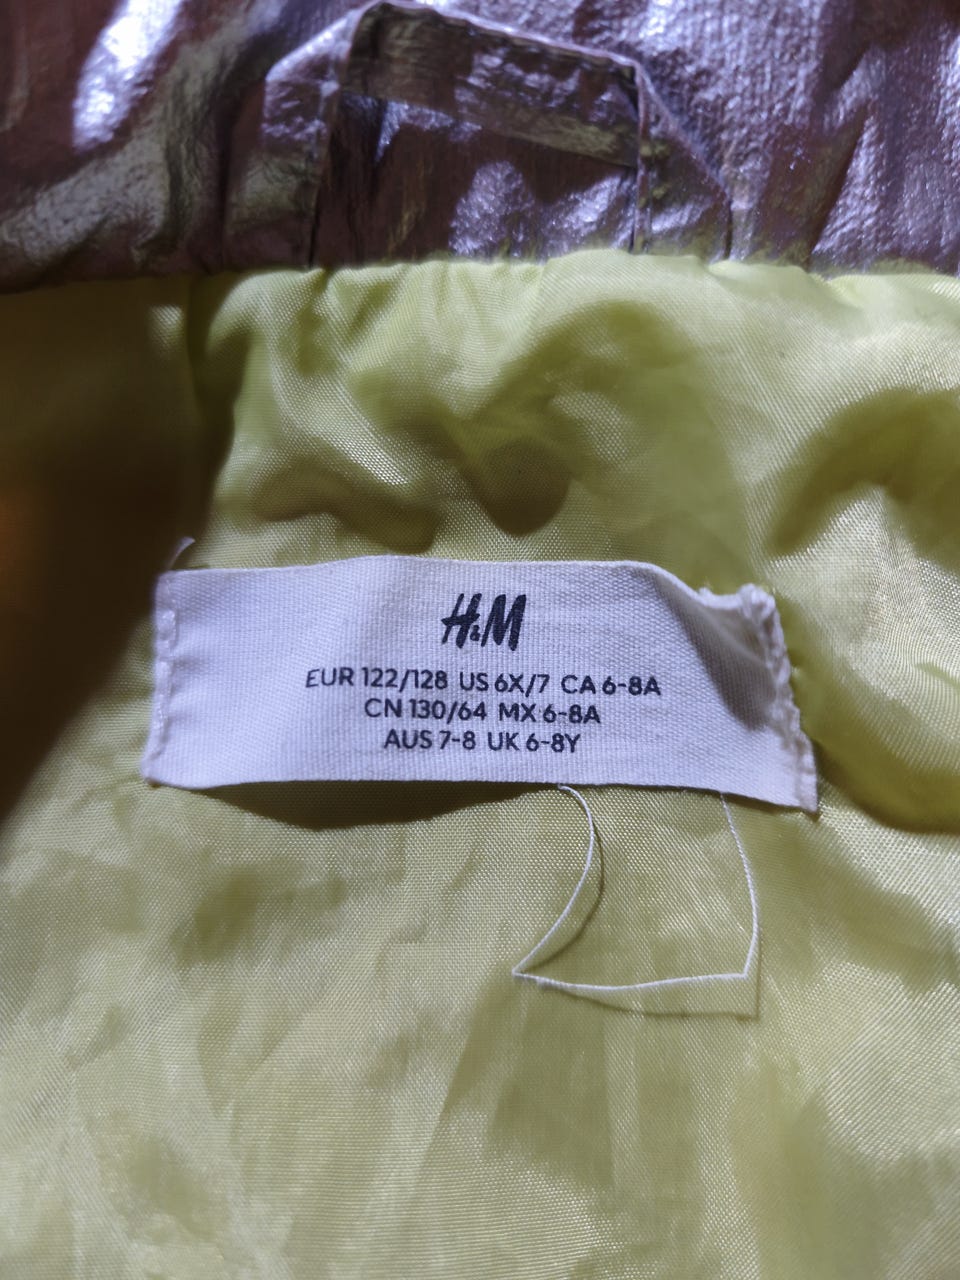 H&M
EUR 122/128 US 6X/7 CA 6-8A
CN 130/64 MX 6-8A
AUS 7-8 UK 6-8Y